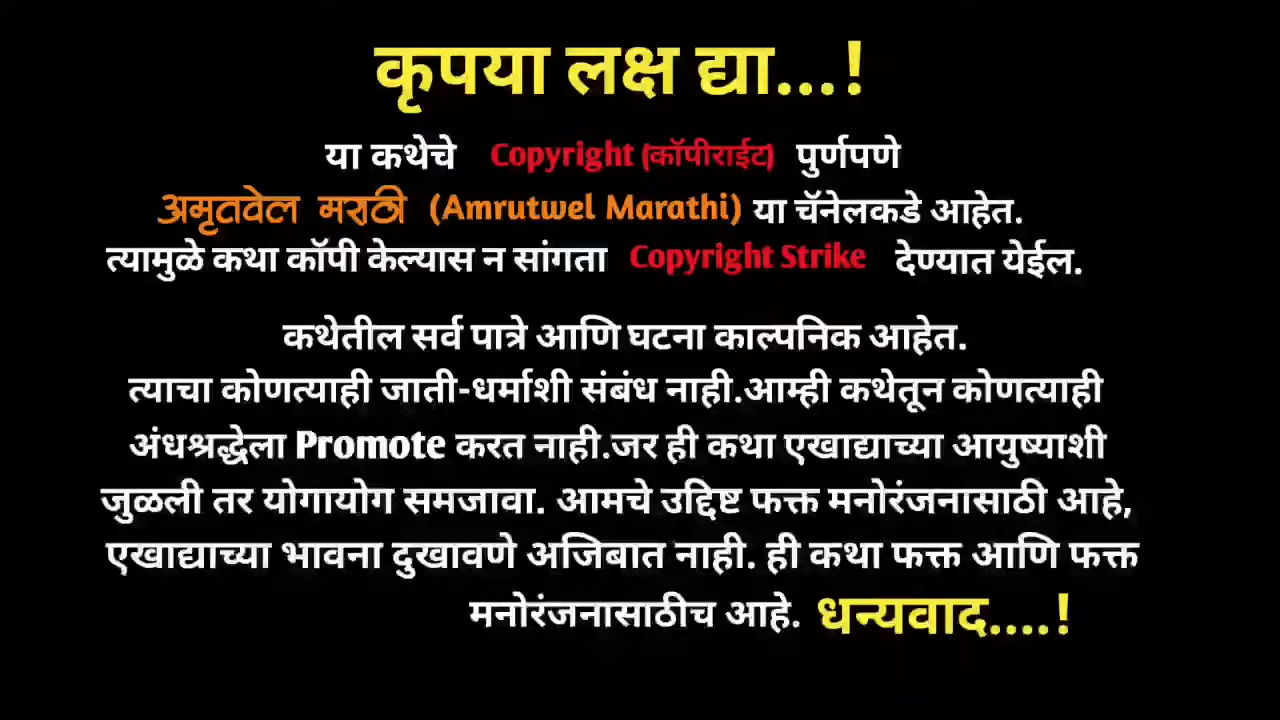 कृपया लक्ष द्या...!
या कथेचे Copyright (कॉपीराईट) पुर्णपणे
अमृतवेल मराठी (Amrutwel Marathi) या चॅनेलकडे आहेत.
त्यामुळे कथा कॉपी केल्यास न सांगता Copyright Strike देण्यात येईल.
कथेतील सर्व पात्रे आणि घटना काल्पनिक आहेत.
त्याचा कोणत्याही जाती-धर्माशी संबंध नाही.आम्ही कथेतून कोणत्याही
अंधश्रद्धेला Promote करत नाही.जर ही कथा एखाद्याच्या आयुष्याशी
जुळली तर योगायोग समजावा. आमचे उद्दिष्ट फक्त मनोरंजनासाठी आहे,
एखाद्याच्या भावना दुखावणे अजिबात नाही. ही कथा फक्त आणि फक्त
मनोरंजनासाठीच आहे. धन्यवाद....!